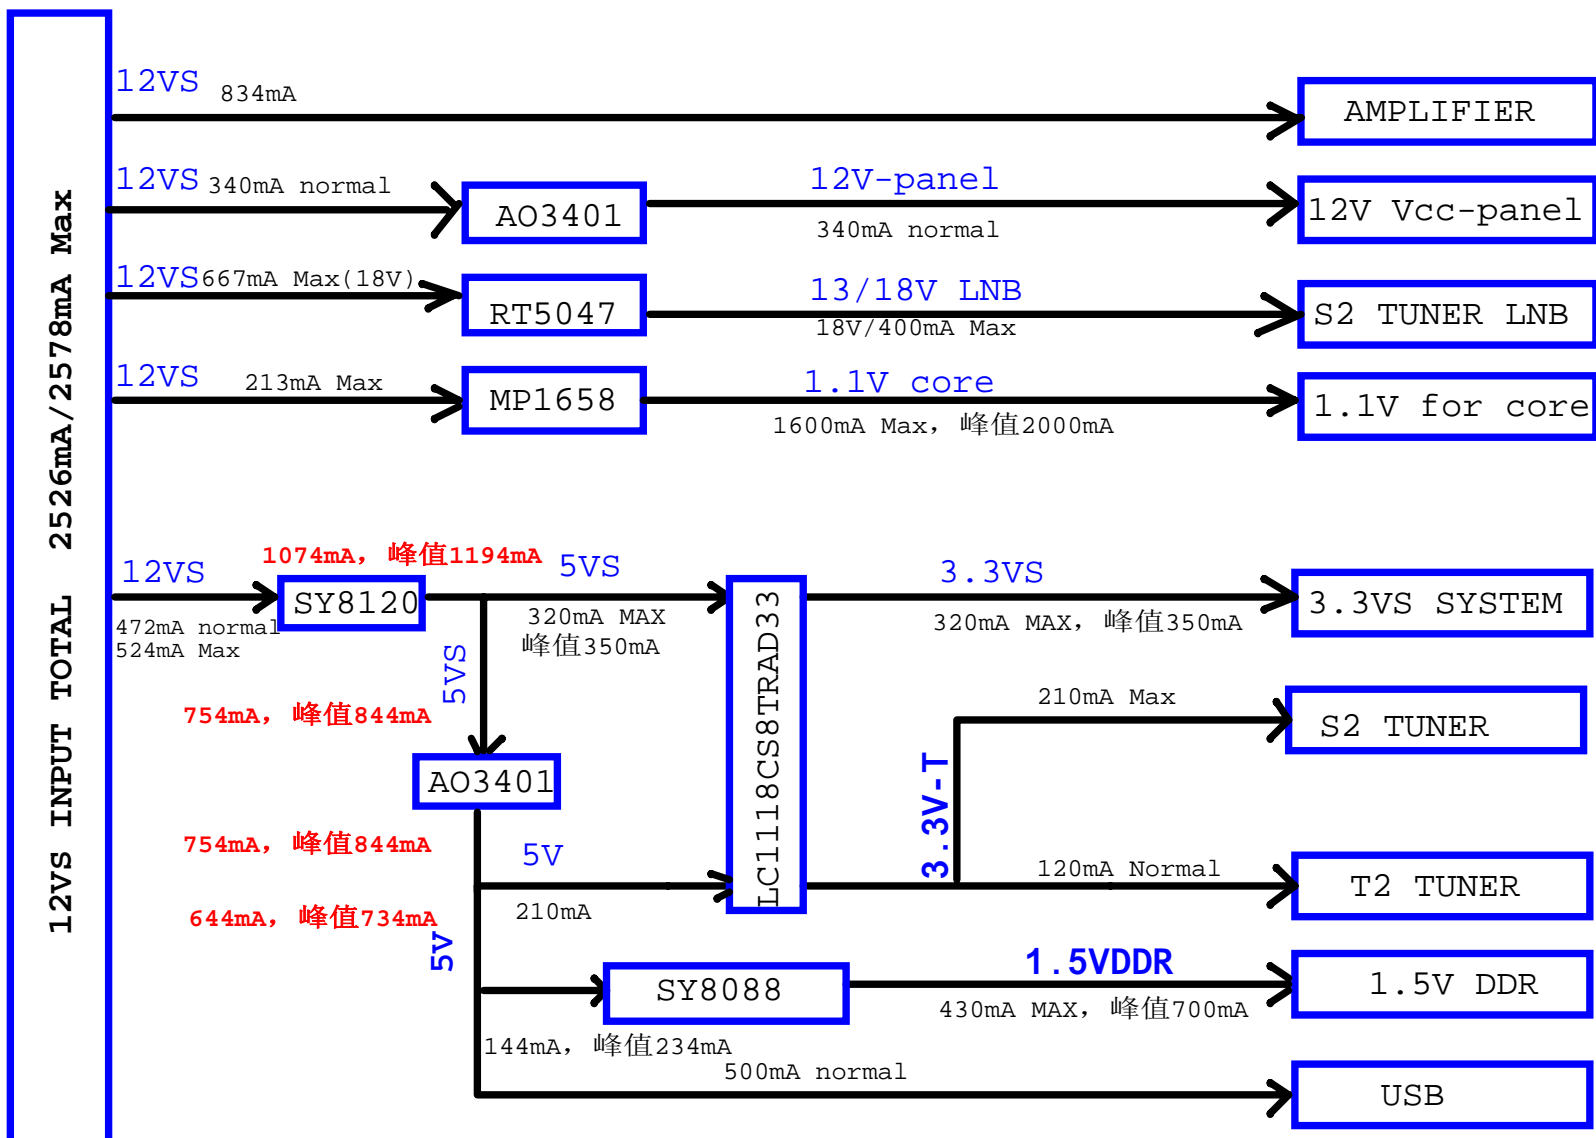 12VS INPUT TOTAL 2526mA/2578mA Max
12VS
834mA
AMPLIFIER
12VS
340mA normal
AO3401
12V-panel
340mA normal
12V Vcc-panel
12VS
667mA Max(18V)
RT5047
13/18V LNB
18V/400mA Max
S2 TUNER LNB
12VS
213mA Max
MP1658
1.1V core
1600mA Max, 峰值2000mA
1.1V for core
12VS
472mA normal
524mA Max
SY8120
1074mA, 峰值1194mA
5VS
320mA MAX
峰值350mA
LC1118CS8TRAD33
3.3VS
320mA MAX, 峰值350mA
3.3VS SYSTEM
5VS
754mA, 峰值844mA
AO3401
3.3V-T
210mA Max
S2 TUNER
754mA, 峰值844mA
5V
210mA
120mA Normal
T2 TUNER
644mA, 峰值734mA
5V
SY8088
144mA, 峰值234mA
1.5VDDR
430mA MAX, 峰值700mA
1.5V DDR
500mA normal
USB